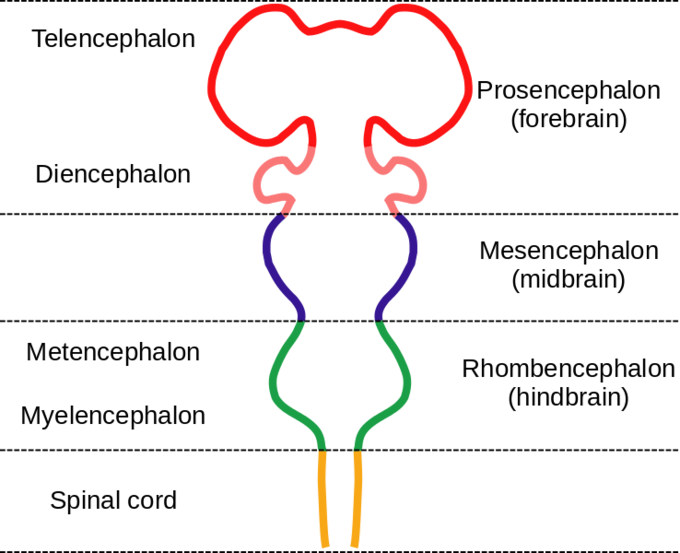 Telencephalon
Prosencephalon
(forebrain)
Diencephalon
Mesencephalon
(midbrain)
Metencephalon
Rhombencephalon
(hindbrain)
Myelencephalon
Spinal cord